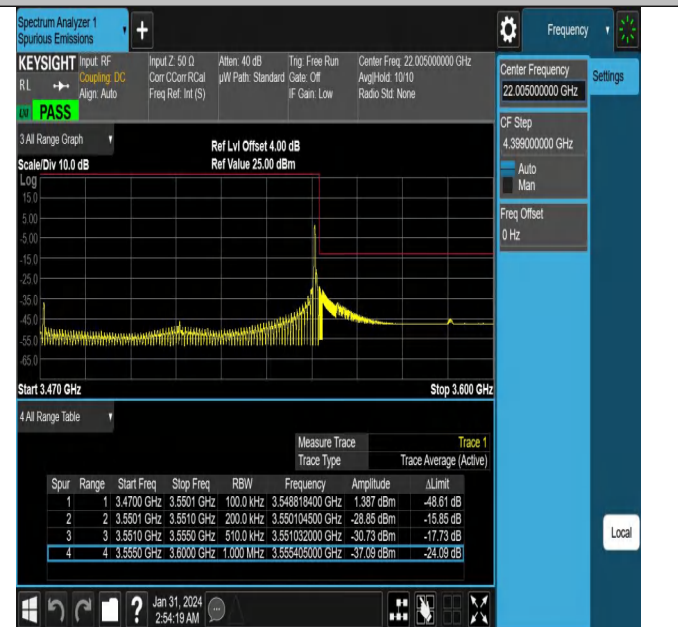 Spectrum Analyzer 1
Spurious Emissions
Frequency
KEYSIGHT
Input: RF
Coupling: DC
Align: Auto
Input Z: 50 Ω
Corr CCorr RCal
Freq Ref: Int (S)
Atten: 40 dB
µW Path: Standard
Trig: Free Run
Gate: Off
IF Gain: Low
Center Freq: 22.005000000 GHz
Avg|Hold: 10/10
Radio Std: None
RL
PASS
Center Frequency
22.005000000 GHz
Settings
CF Step
4.399000000 GHz
Auto
Man
Freq Offset
0 Hz
3 All Range Graph
Ref Lvl Offset 4.00 dB
Scale/Div 10.0 dB
Ref Value 25.00 dBm
Log
15.0
5.00
-5.00
-15.0
-25.0
-35.0
-45.0
-55.0
-65.0
Start 3.470 GHz
Stop 3.600 GHz
4 All Range Table
Measure Trace Trace 1
Trace Type Trace Average (Active)
Spur Range Start Freq Stop Freq RBW Frequency Amplitude ΔLimit
1 1 3.4700 GHz 3.5501 GHz 100.0 kHz 3.548818400 GHz 1.387 dBm -48.61 dB
2 2 3.5501 GHz 3.5510 GHz 200.0 kHz 3.550104500 GHz -28.85 dBm -15.85 dB
3 3 3.5510 GHz 3.5550 GHz 510.0 kHz 3.551032000 GHz -30.73 dBm -17.73 dB
4 4 3.5550 GHz 3.6000 GHz 1.000 MHz 3.555405000 GHz -37.09 dBm -24.09 dB
Local
Jan 31, 2024
2:54:19 AM